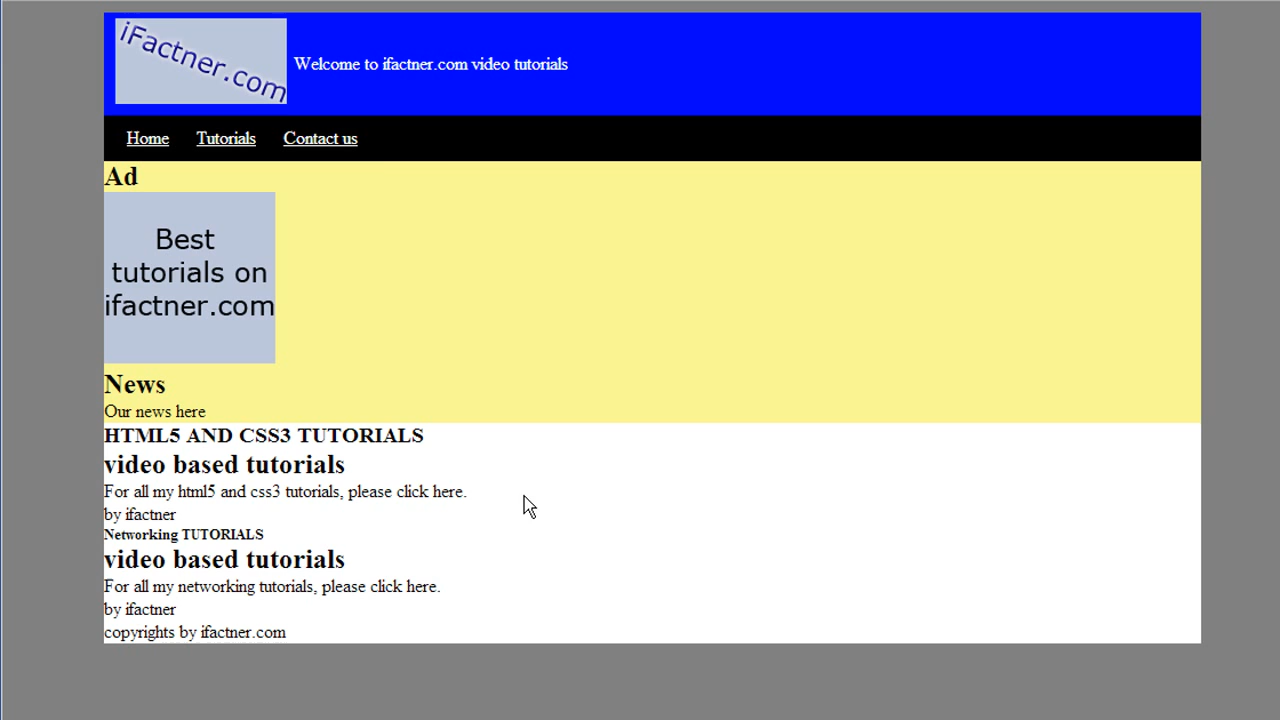 iFactner.com
Welcome to ifactner.com video tutorials
Home Tutorials Contact us
Ad
Best
tutorials on
ifactner.com
News
Our news here
HTML5 AND CSS3 TUTORIALS
video based tutorials
For all my html5 and css3 tutorials, please click here.
by ifactner
Networking TUTORIALS
video based tutorials
For all my networking tutorials, please click here.
by ifactner
copyrights by ifactner.com